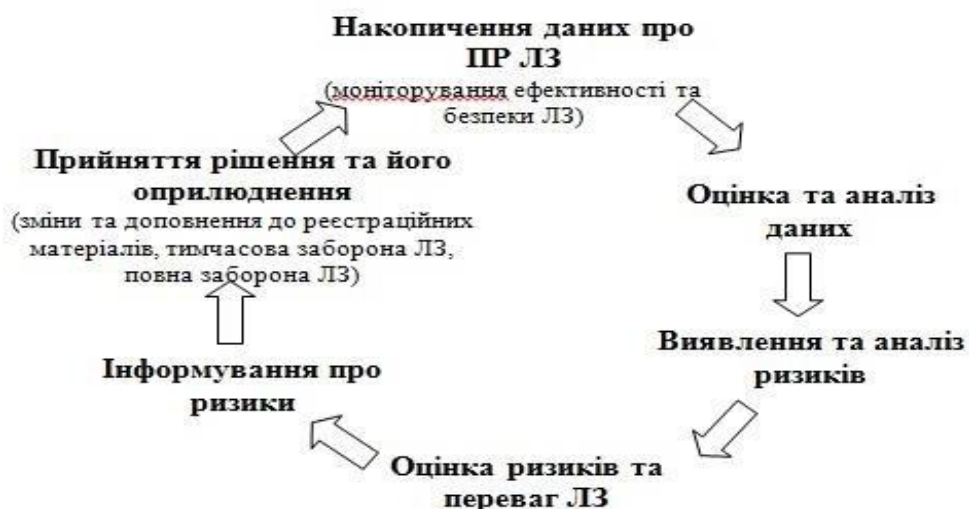 Накопичення даних про
ПР ЛЗ
(моніторування ефективності та
безпеки ЛЗ)
Оцінка та аналіз
даних
Виявлення та аналіз
ризиків
Оцінка ризиків та
переваг ЛЗ
Інформування про
ризики
Прийняття рішення та його
оприлюднення
(зміни та доповнення до реєстраційних
матеріалів, тимчасова заборона ЛЗ,
повна заборона ЛЗ)